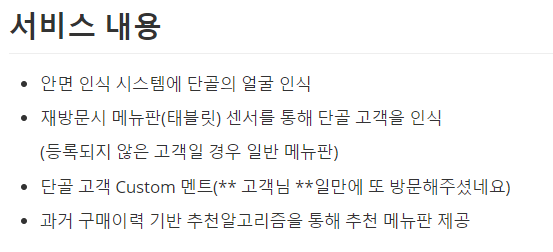 서비스 내용
• 안면 인식 시스템에 단골의 얼굴 인식
• 재방문시 메뉴판(태블릿) 센서를 통해 단골 고객을 인식
(등록되지 않은 고객일 경우 일반 메뉴판)
• 단골 고객 Custom 멘트(** 고객님 **일만에 또 방문해주셨네요)
• 과거 구매이력 기반 추천알고리즘을 통해 추천 메뉴판 제공